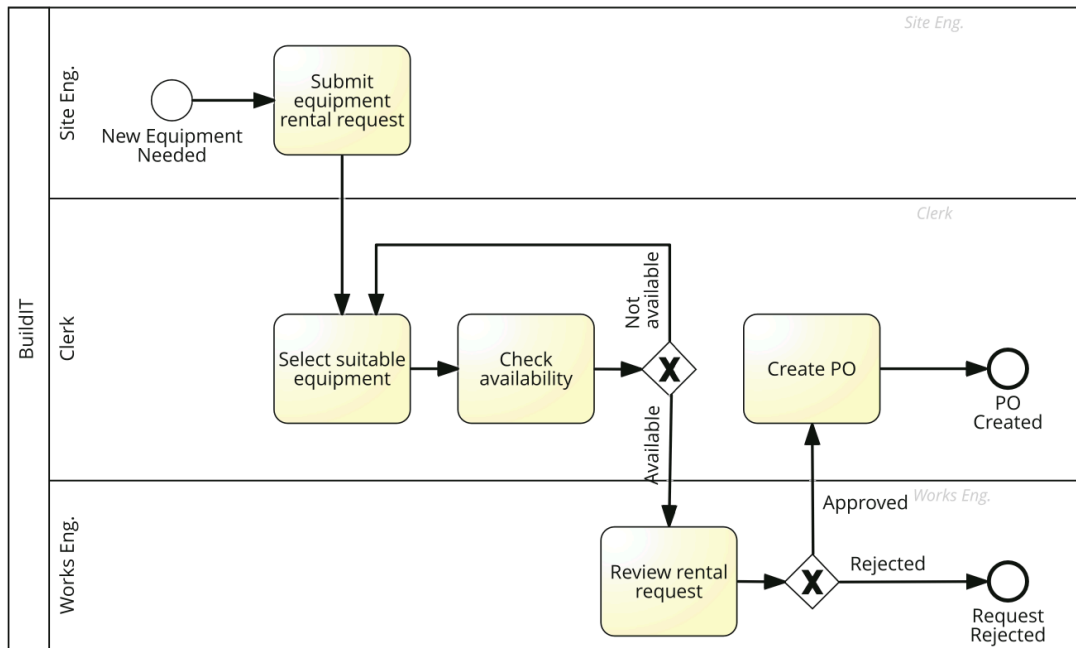 BuildIT
Site Eng.
Site Eng.
New Equipment
Needed
Submit
equipment
rental request
Clerk
Clerk
Select suitable
equipment
Check
availability
Not
available
Available
X
Create PO
PO
Created
Works Eng.
Works Eng.
Review rental
request
X
Approved
Rejected
Request
Rejected